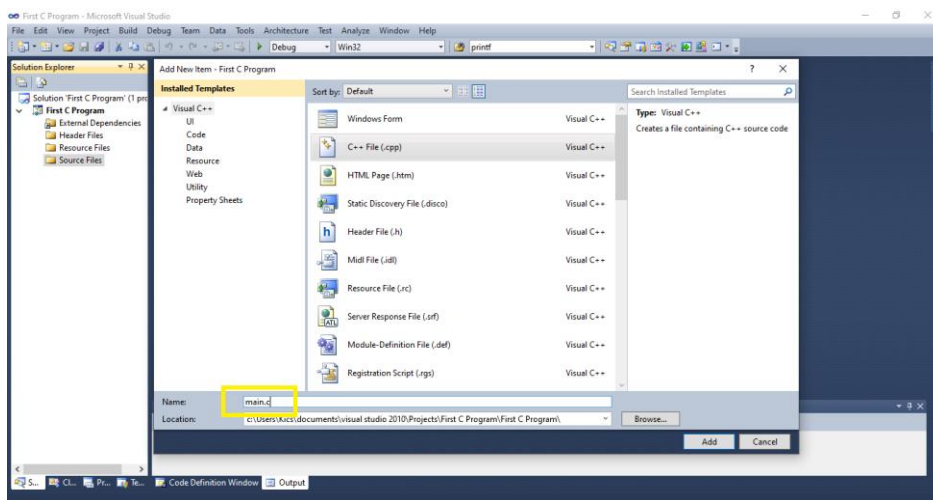 First C Program - Microsoft Visual Studio
File Edit View Project Build Debug Team Data Tools Architecture Test Analyze Window Help
Debug Win32 printf
Solution Explorer
Solution 'First C Program' (1 pro
First C Program
External Dependencies
Header Files
Resource Files
Source Files
Add New Item - First C Program
Installed Templates
Visual C++
UI
Code
Data
Resource
Web
Utility
Property Sheets
Sort by: Default
Search Installed Templates
Windows Form Visual C++
C++ File (.cpp) Visual C++
HTML Page (.htm) Visual C++
Static Discovery File (.disco) Visual C++
Header File (.h) Visual C++
Midl File (.idl) Visual C++
Resource File (.rc) Visual C++
Server Response File (.srf) Visual C++
Module-Definition File (.def) Visual C++
Registration Script (.rgs) Visual C++
Type: Visual C++
Creates a file containing C++ source code
Name: main.c
Location: c:\Users\Kics\documents\visual studio 2010\Projects\First C Program\First C Program\
Browse...
Add Cancel
S... Cl... Pr... Te... Code Definition Window Output